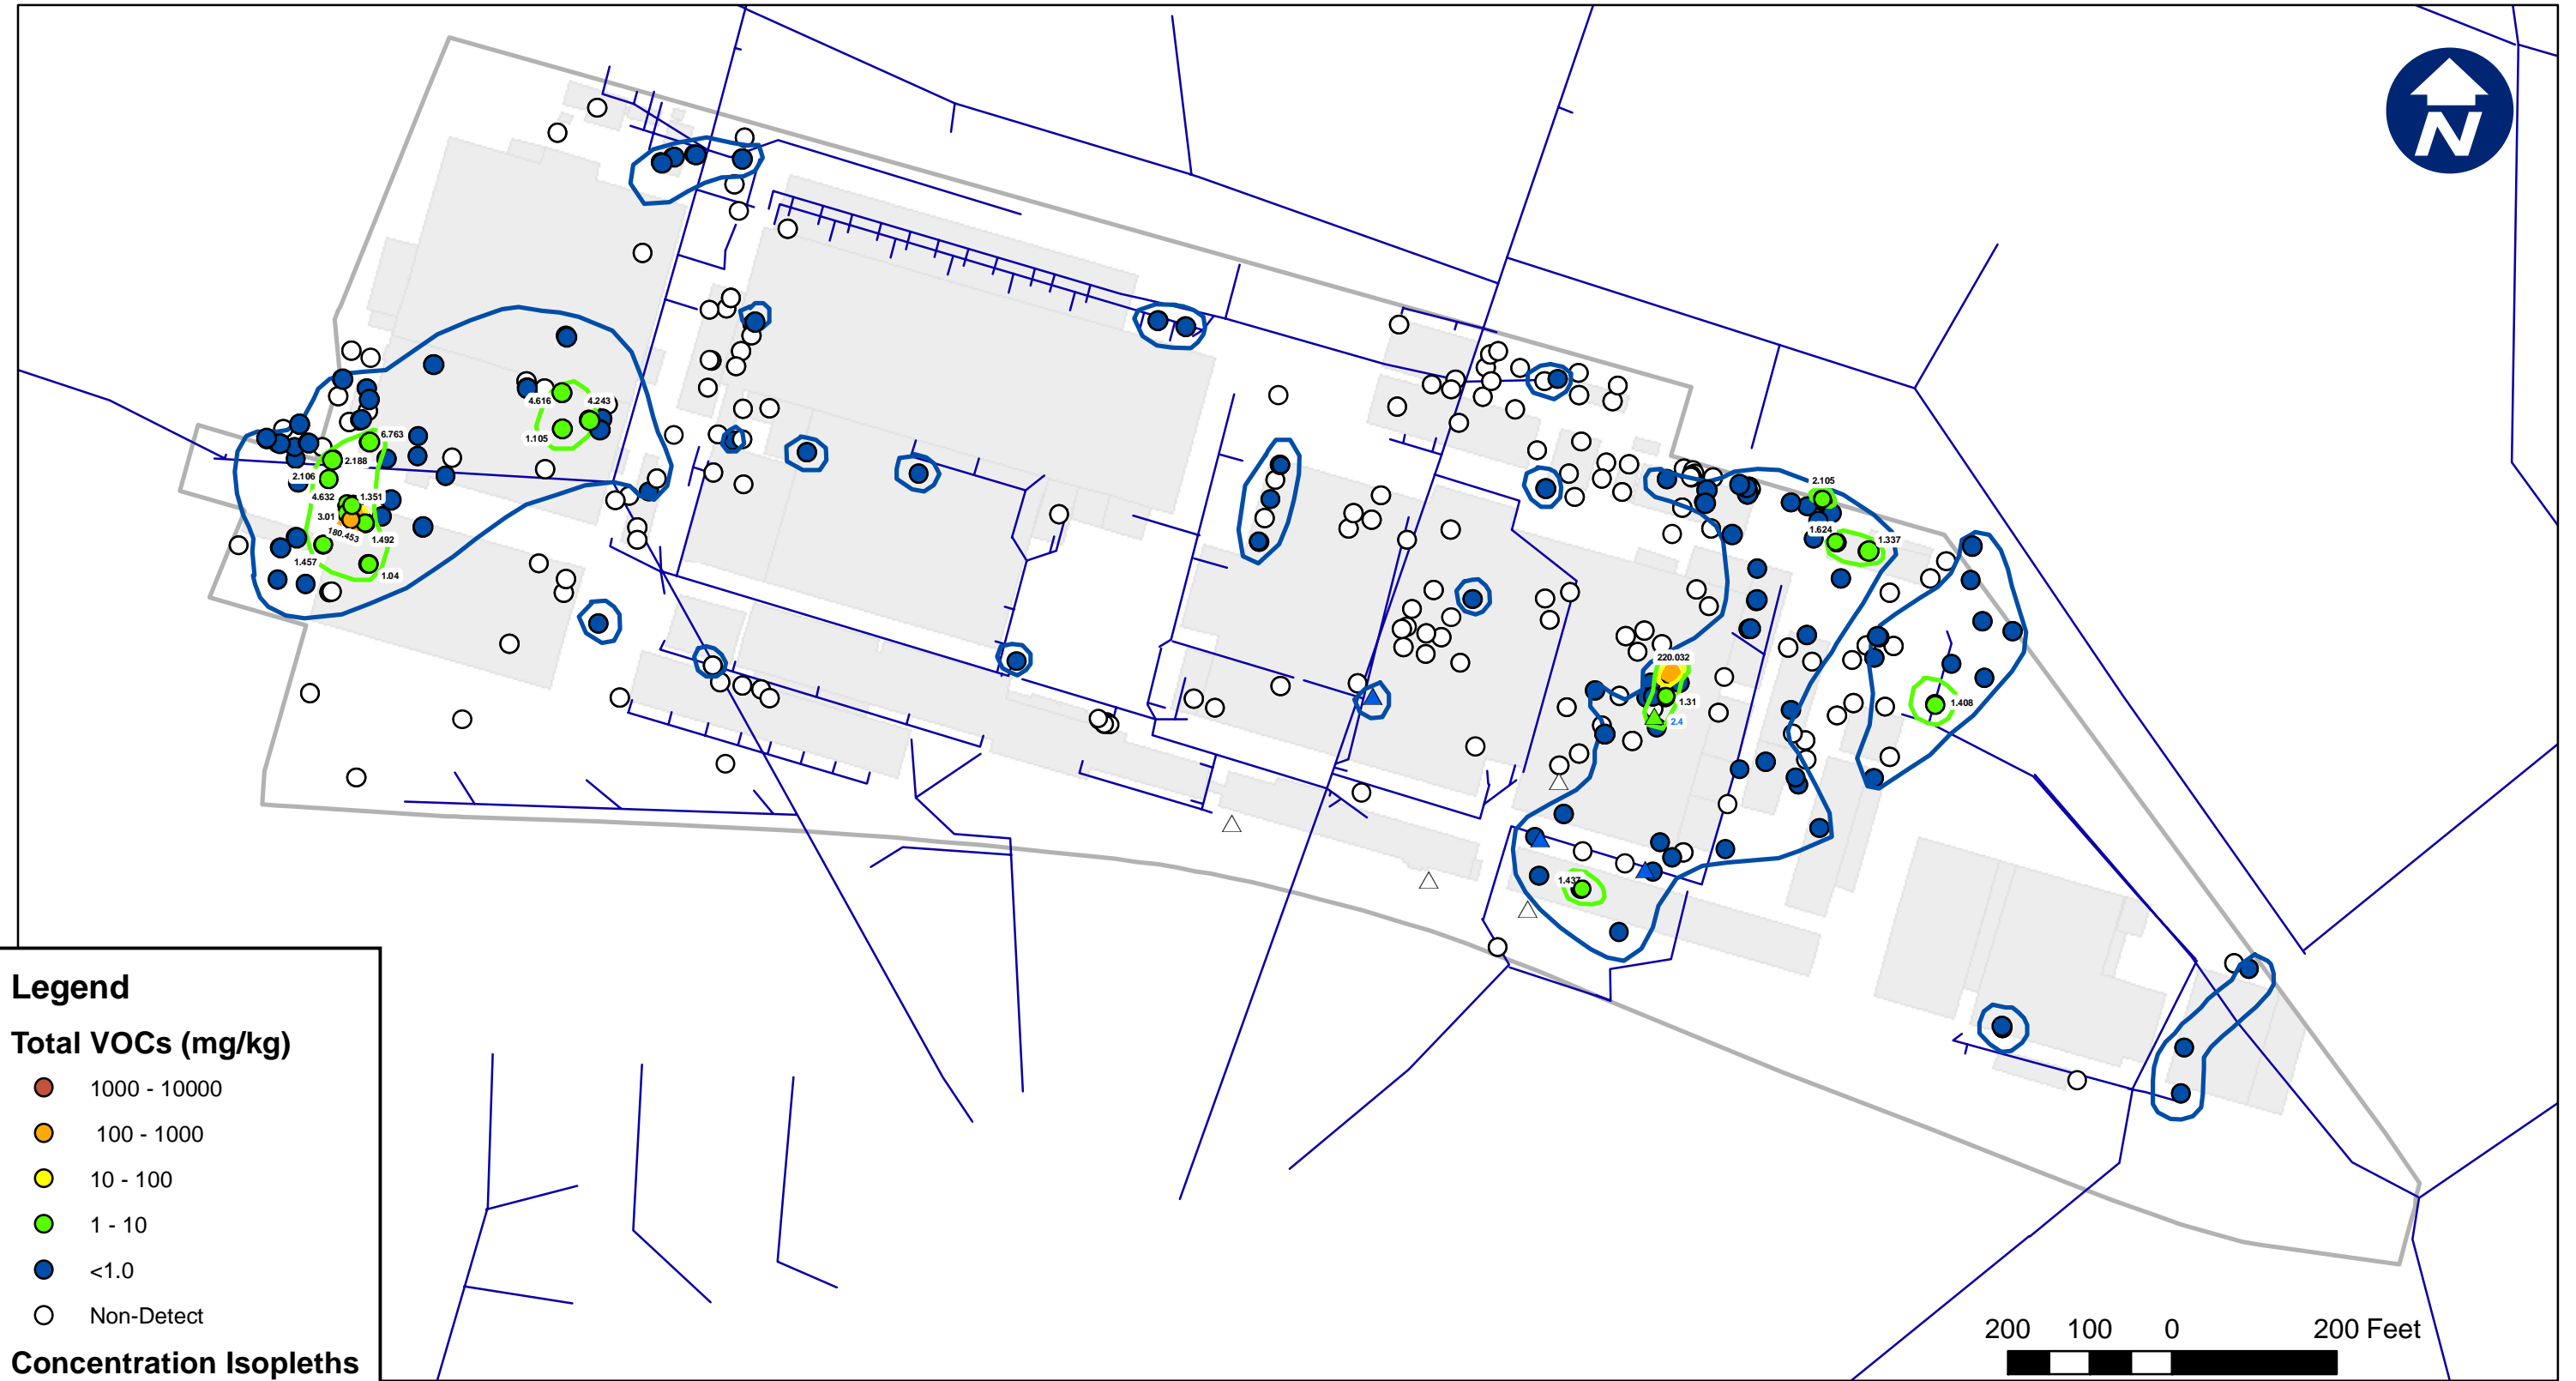 N
4.616
4.243
1.105
6.763
2.188
2.106
4.632
1.351
3.01
180.453
1.492
1.457
1.04
2.105
1.624
1.337
220.032
1.31
2.4
1.408
1.437
Legend
Total VOCs (mg/kg)
1000 - 10000
100 - 1000
10 - 100
1 - 10
<1.0
Non-Detect
Concentration Isopleths
200 100 0 200 Feet